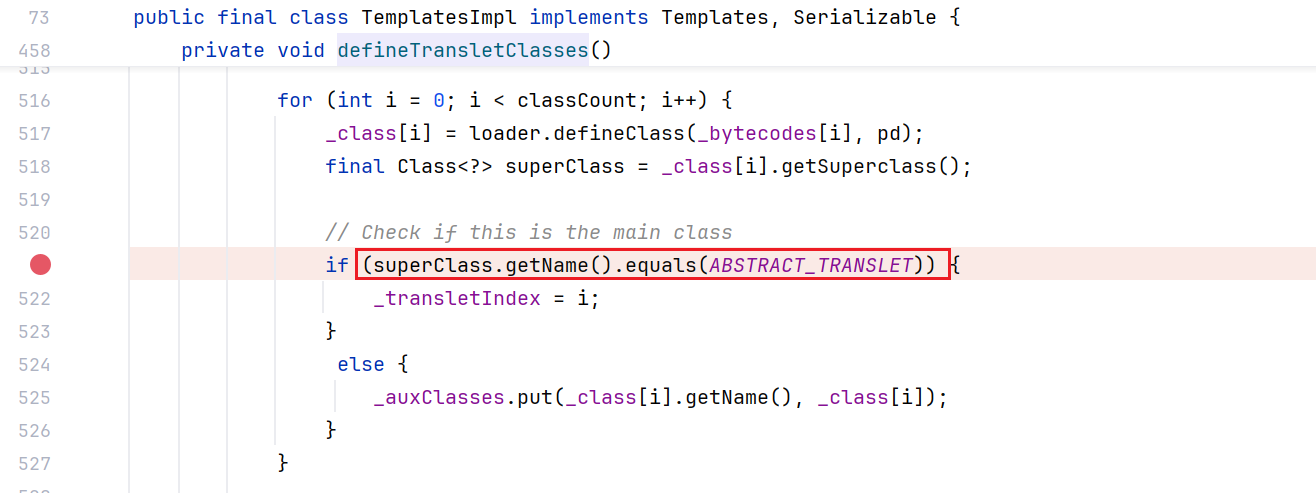 73 public final class TemplatesImpl implements Templates, Serializable {
458 private void defineTransletClasses()
515
516 for (int i = 0; i < classCount; i++) {
517 _class[i] = loader.defineClass(_bytecodes[i], pd);
518 final Class<?> superClass = _class[i].getSuperclass();
519
520 // Check if this is the main class
if (superClass.getName().equals(ABSTRACT_TRANSLET)) {
522 _transletIndex = i;
523 }
524 else {
525 _auxClasses.put(_class[i].getName(), _class[i]);
526 }
527 }